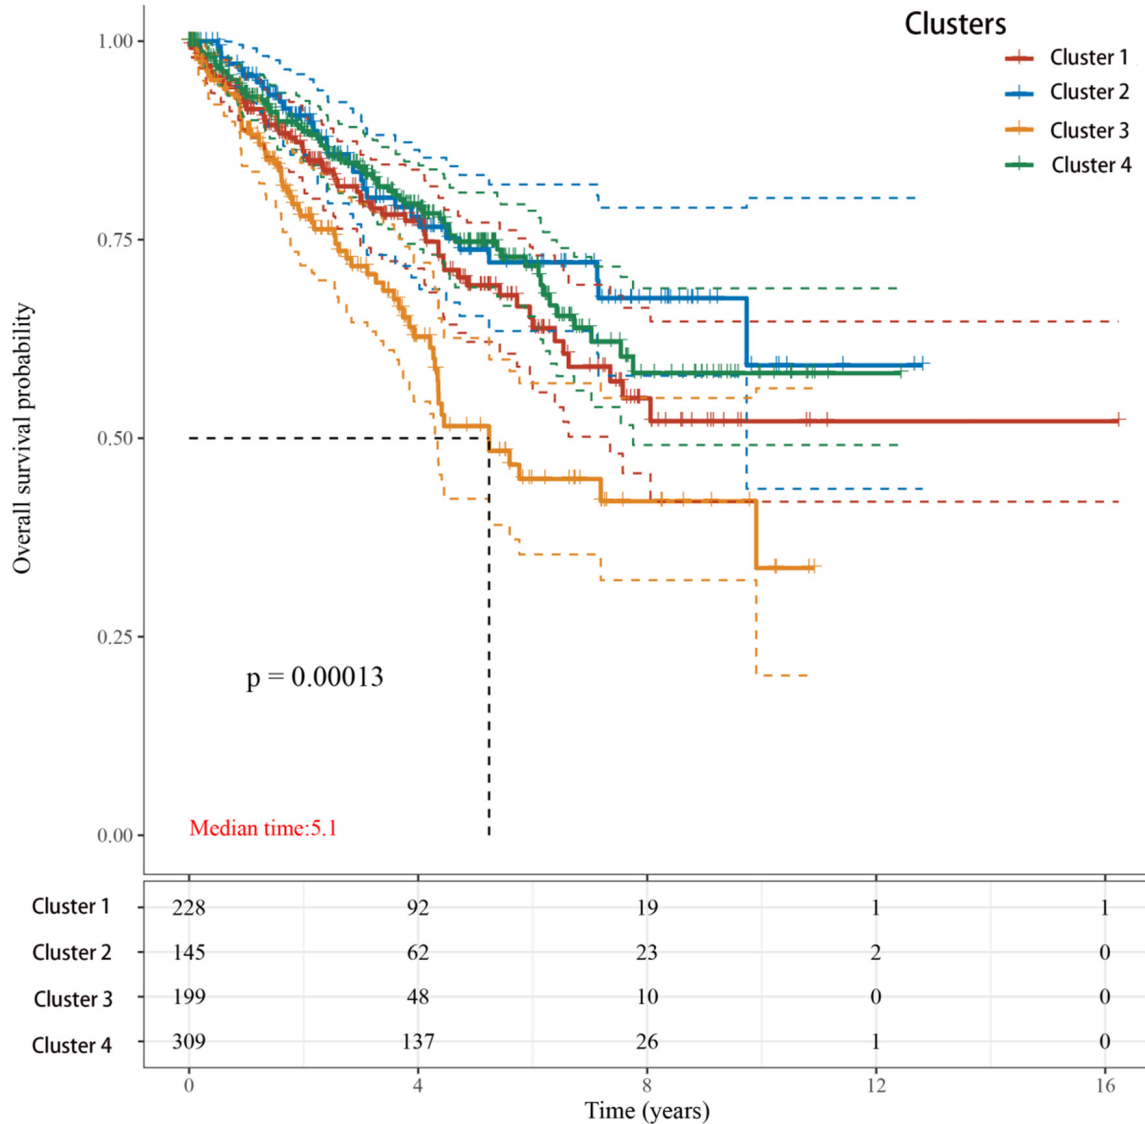 Clusters
Cluster 1
Cluster 2
Cluster 3
Cluster 4
Overall survival probability
1.00
0.75
0.50
0.25
0.00
p = 0.00013
Median time:5.1
Cluster 1 228 92 19 1 1
Cluster 2 145 62 23 2 0
Cluster 3 199 48 10 0 0
Cluster 4 309 137 26 1 0
0 4 8 12 16
Time (years)